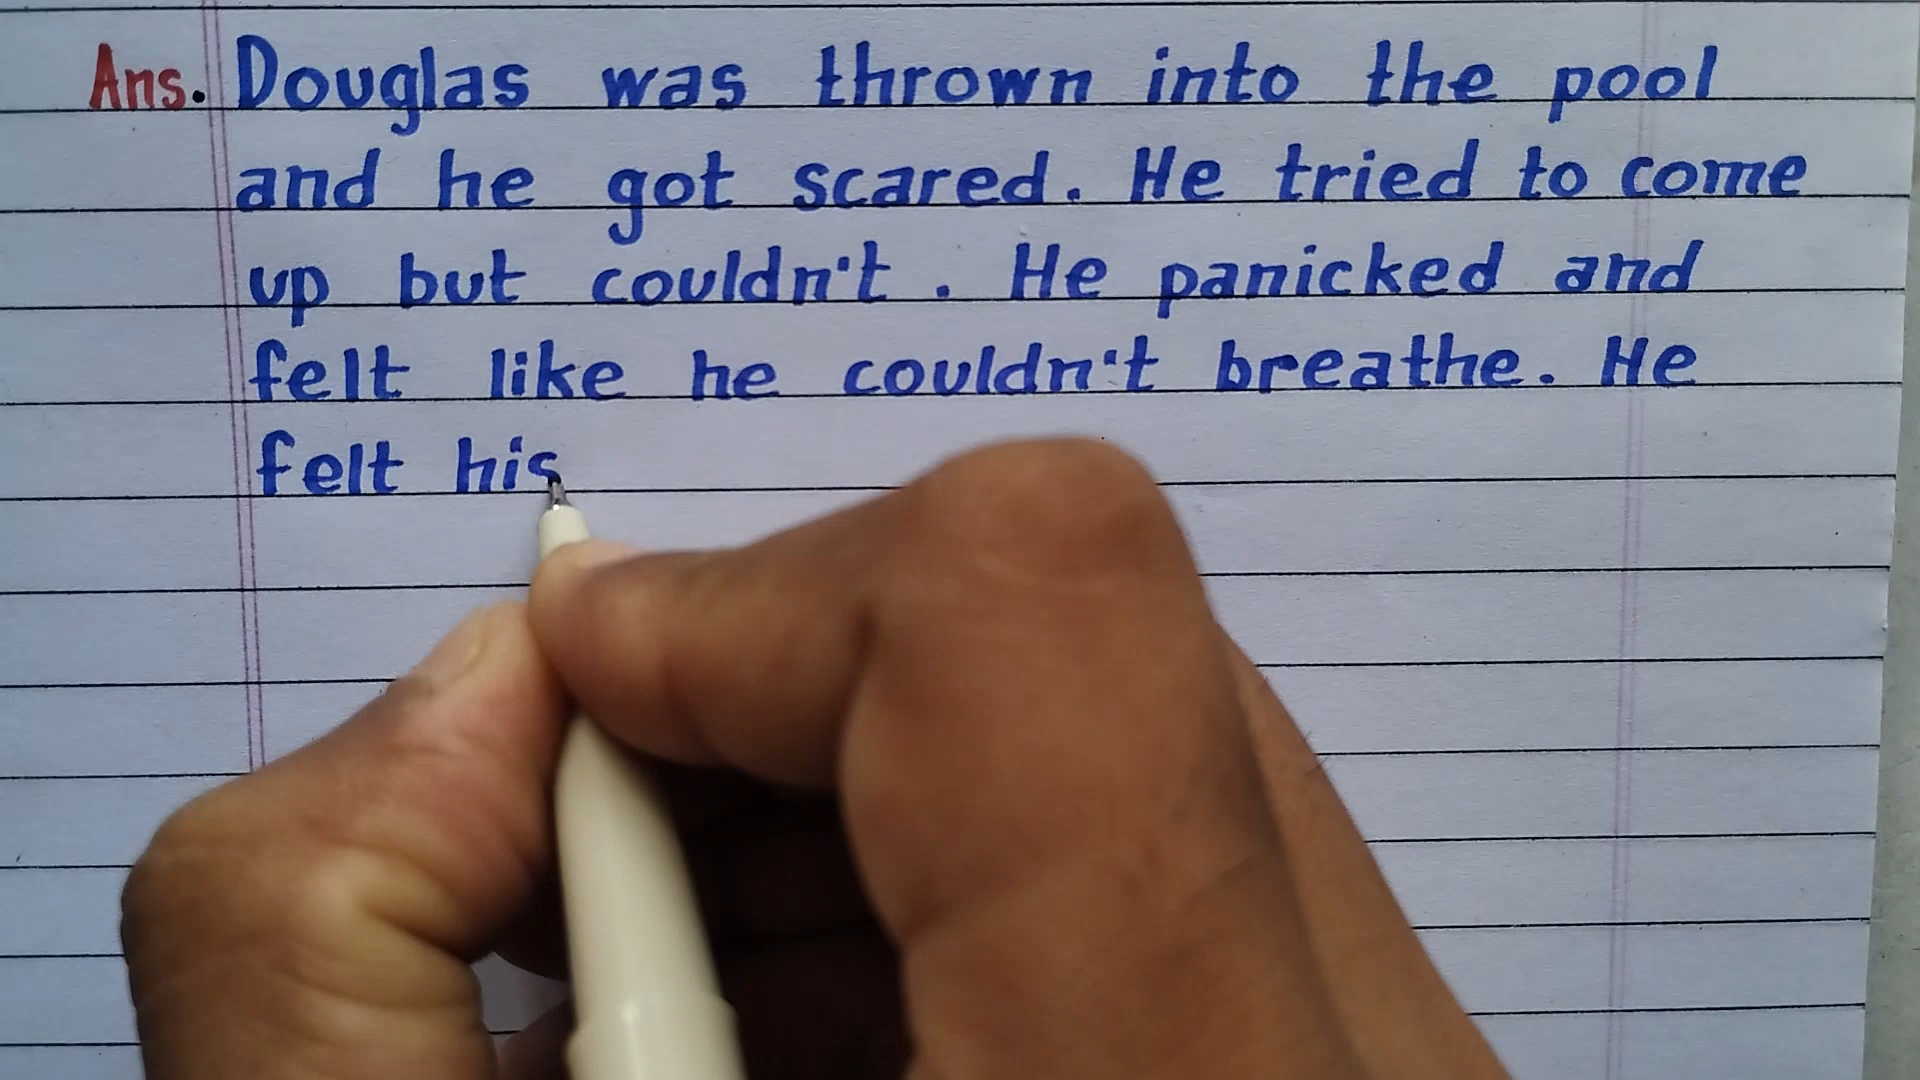 Ans. Douglas was thrown into the pool
and he got scared. He tried to come
up but couldn't . He panicked and
felt like he couldn't breathe. He
felt his